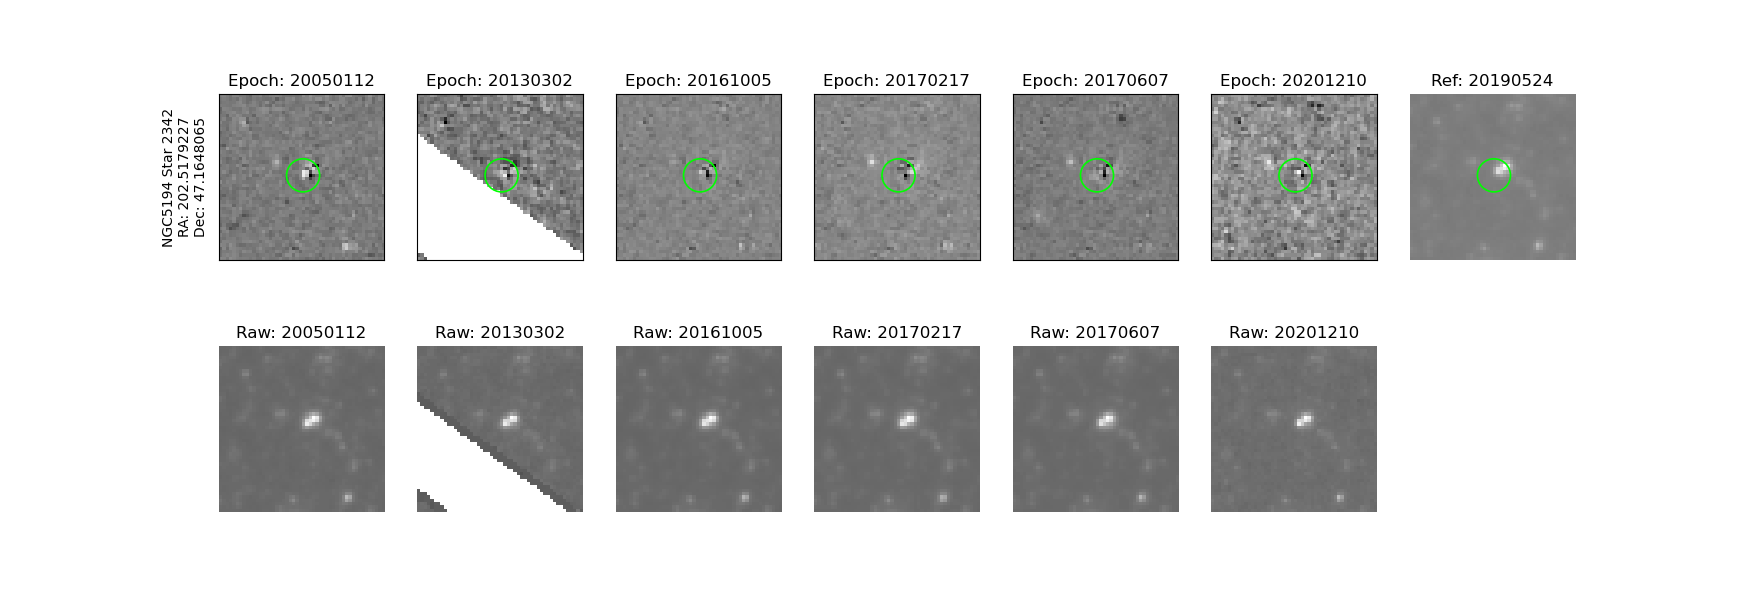 Epoch: 20050112
Epoch: 20130302
Epoch: 20161005
Epoch: 20170217
Epoch: 20170607
Epoch: 20201210
Ref: 20190524
NGC5194 Star 2342
RA: 202.5179227
Dec: 47.1648065
Raw: 20050112
Raw: 20130302
Raw: 20161005
Raw: 20170217
Raw: 20170607
Raw: 20201210